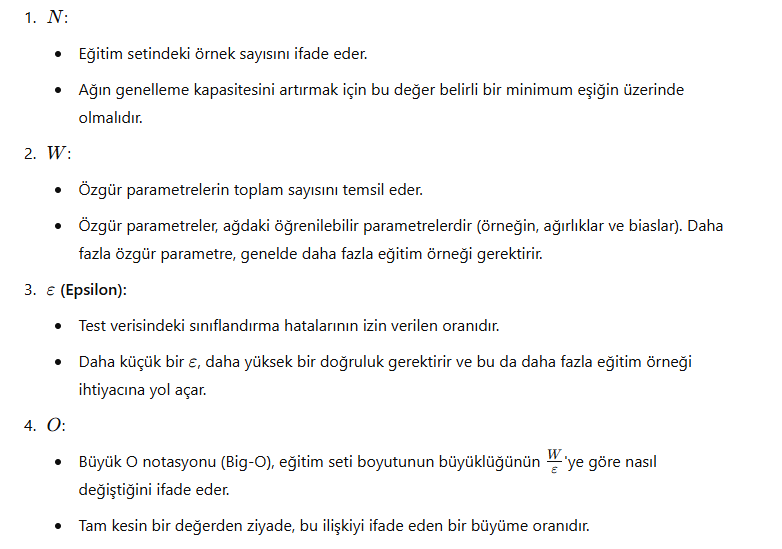 1. N:
• Eğitim setindeki örnek sayısını ifade eder.
• Ağın genelleme kapasitesini artırmak için bu değer belirli bir minimum eşiğin üzerinde
olmalıdır.
2. W:
• Özgür parametrelerin toplam sayısını temsil eder.
• Özgür parametreler, ağdaki öğrenilebilir parametrelerdir (örneğin, ağırlıklar ve biaslar). Daha
fazla özgür parametre, genelde daha fazla eğitim örneği gerektirir.
3. ε (Epsilon):
• Test verisindeki sınıflandırma hatalarının izin verilen oranıdır.
• Daha küçük bir ε, daha yüksek bir doğruluk gerektirir ve bu da daha fazla eğitim örneği
ihtiyacına yol açar.
4. O:
• Büyük O notasyonu (Big-O), eğitim seti boyutunun büyüklüğünün W/ε'ye göre nasıl
değiştiğini ifade eder.
• Tam kesin bir değerden ziyade, bu ilişkiyi ifade eden bir büyüme oranıdır.